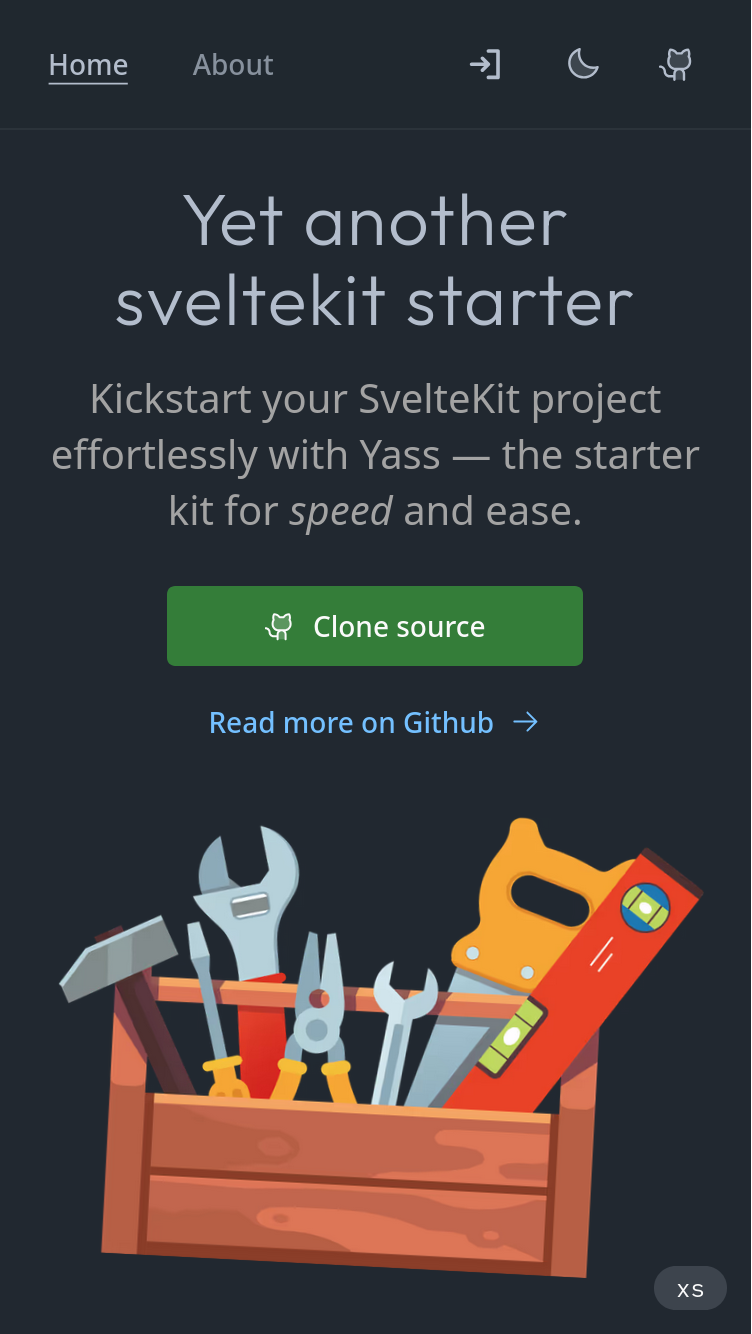 Home About
Yet another
sveltekit starter
Kickstart your SvelteKit project
effortlessly with Yass — the starter
kit for speed and ease.
Clone source
Read more on Github
xs